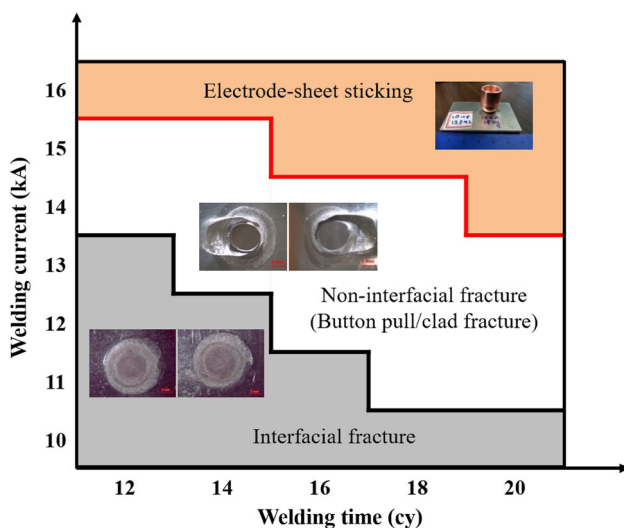 Welding current (kA)
16
15
14
13
12
11
10
Electrode-sheet sticking
Non-interfacial fracture
(Button pull/clad fracture)
Interfacial fracture
12
14
16
18
20
Welding time (cy)